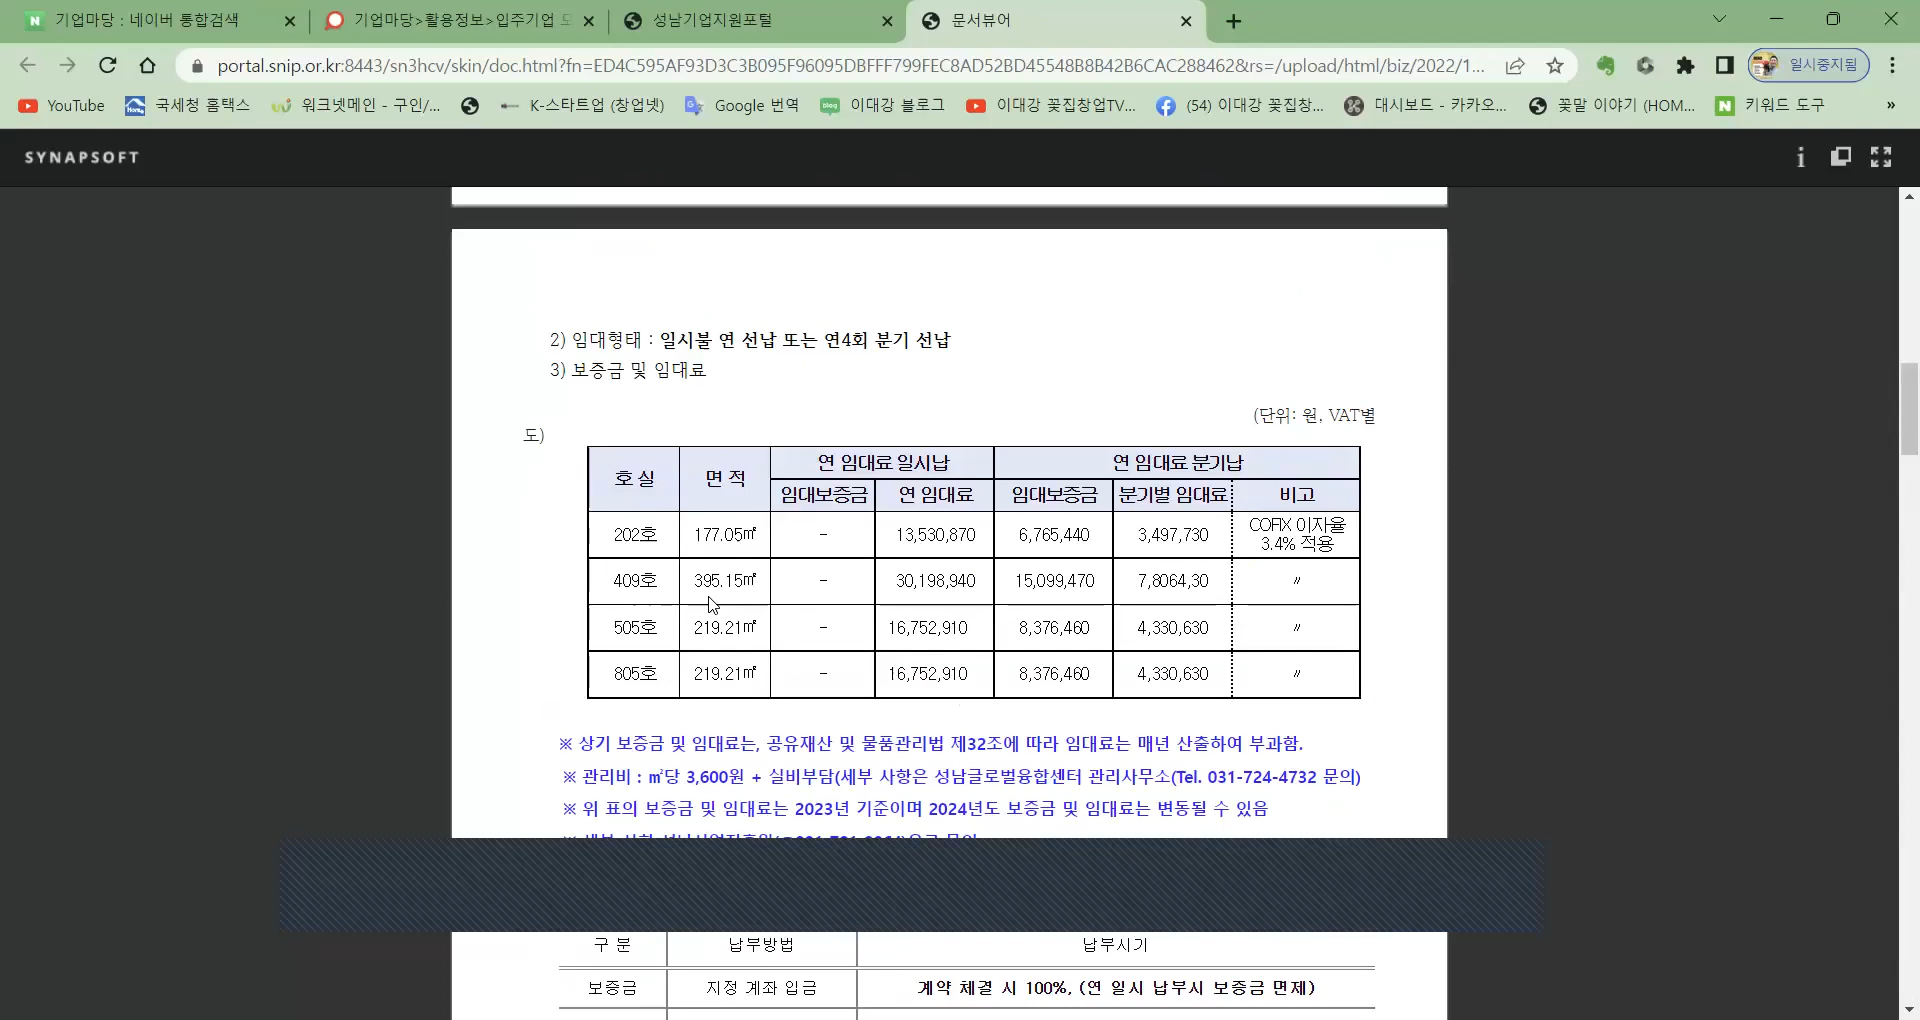 기업마당 : 네이버 통합검색
기업마당>활용정보>입주기업 모
성남기업지원포털
문서뷰어
portal.snip.or.kr:8443/sn3hcv/skin/doc.html?fn=ED4C595AF93D3C3B095F96095DBFFF799FEC8AD52BD45548B8B42B6CAC288462&rs=/upload/html/biz/2022/1...
일시중지됨
YouTube
국세청 홈택스
워크넷메인 - 구인/...
K-스타트업 (창업넷)
Google 번역
이대강 블로그
이대강 꽃집창업TV...
(54) 이대강 꽃집창...
대시보드 - 카카오...
꽃말 이야기 (HOM...
키워드 도구
»
SYNAPSOFT
2) 임대형태 : 일시불 연 선납 또는 연4회 분기 선납
3) 보증금 및 임대료
(단위: 원, VAT별
도)
호 실 면 적 연 임대료 일시납 연 임대료 분기납
임대보증금 연 임대료 임대보증금 분기별 임대료 비고
202호 177.05㎡ - 13,530,870 6,765,440 3,497,730 COFIX 이자율
3.4% 적용
409호 395.15㎡ - 30,198,940 15,099,470 7,8064,30 〃
505호 219.21㎡ - 16,752,910 8,376,460 4,330,630 〃
805호 219.21㎡ - 16,752,910 8,376,460 4,330,630 〃
※ 상기 보증금 및 임대료는, 공유재산 및 물품관리법 제32조에 따라 임대료는 매년 산출하여 부과함.
※ 관리비 : ㎡당 3,600원 + 실비부담(세부 사항은 성남글로벌융합센터 관리사무소(Tel. 031-724-4732 문의)
※ 위 표의 보증금 및 임대료는 2023년 기준이며 2024년도 보증금 및 임대료는 변동될 수 있음
구 분 납부방법 납부시기
보증금 지정 계좌 입금 계약 체결 시 100%, (연 일시 납부시 보증금 면제)